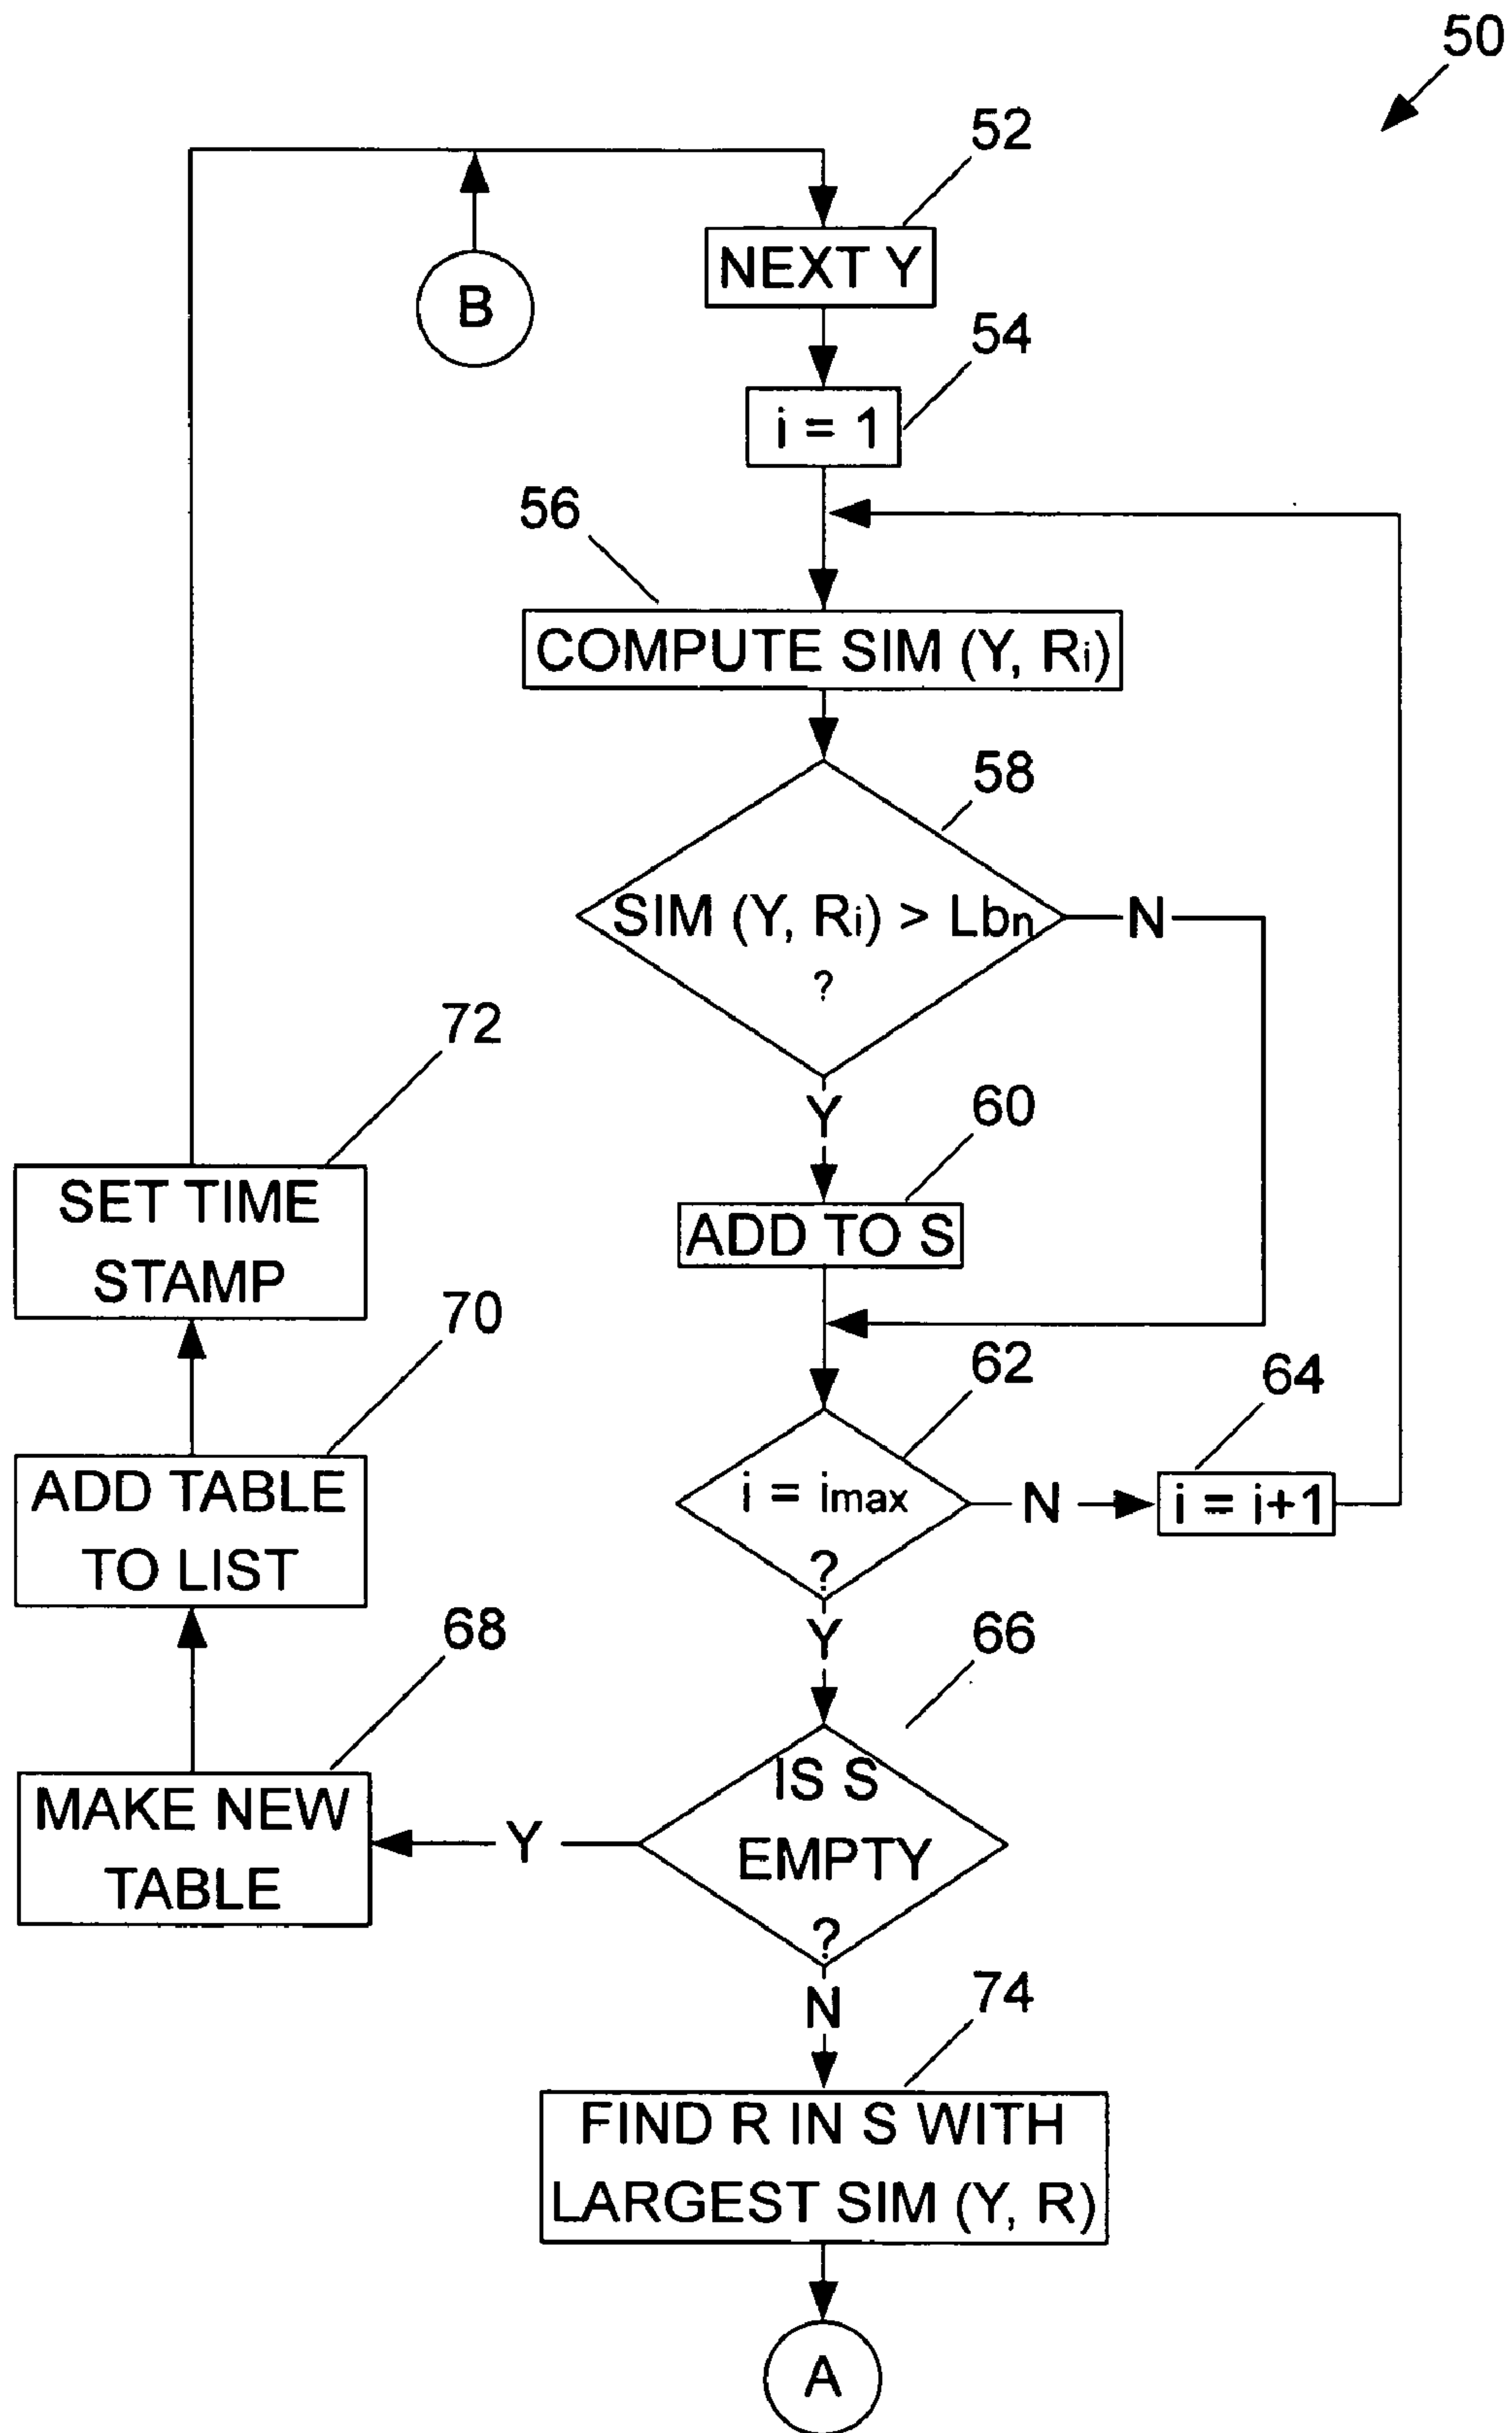 50
52
NEXT Y
B
54
i = 1
56
COMPUTE SIM (Y, Ri)
58
SIM (Y, Ri) > Lbn
?
N
72
Y
60
SET TIME
STAMP
ADD TO S
70
62
64
ADD TABLE
TO LIST
i = imax
?
N
i = i+1
68
Y
66
MAKE NEW
TABLE
Y
IS S
EMPTY
?
N
74
FIND R IN S WITH
LARGEST SIM (Y, R)
A